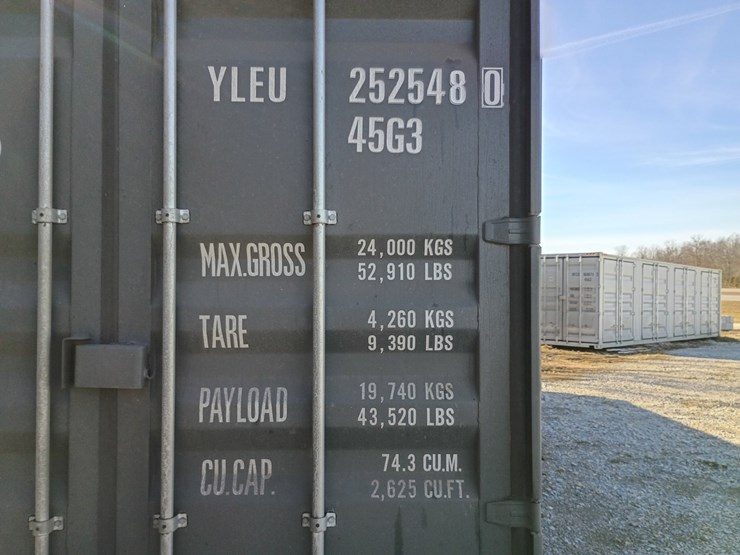 YLEU 252548 0
45G3
MAX.GROSS 24,000 KGS
52,910 LBS
TARE 4,260 KGS
9,390 LBS
PAYLOAD 19,740 KGS
43,520 LBS
CU.CAP. 74.3 CU.M.
2,625 CU.FT.